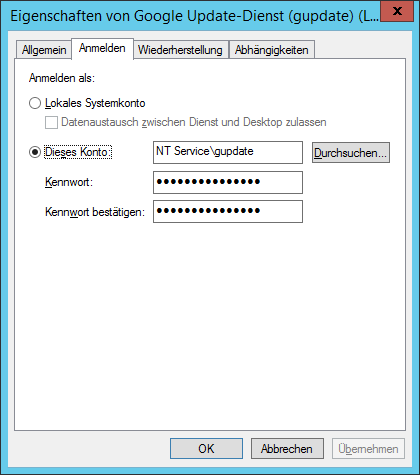 Eigenschaften von Google Update-Dienst (gupdate) (L...
Allgemein Anmelden Wiederherstellung Abhängigkeiten
Anmelden als:
Lokales Systemkonto
Datenaustausch zwischen Dienst und Desktop zulassen
Dieses Konto: NT Service\gupdate Durchsuchen...
Kennwort: •••••••••••••••
Kennwort bestätigen: •••••••••••••••
OK Abbrechen Übernehmen